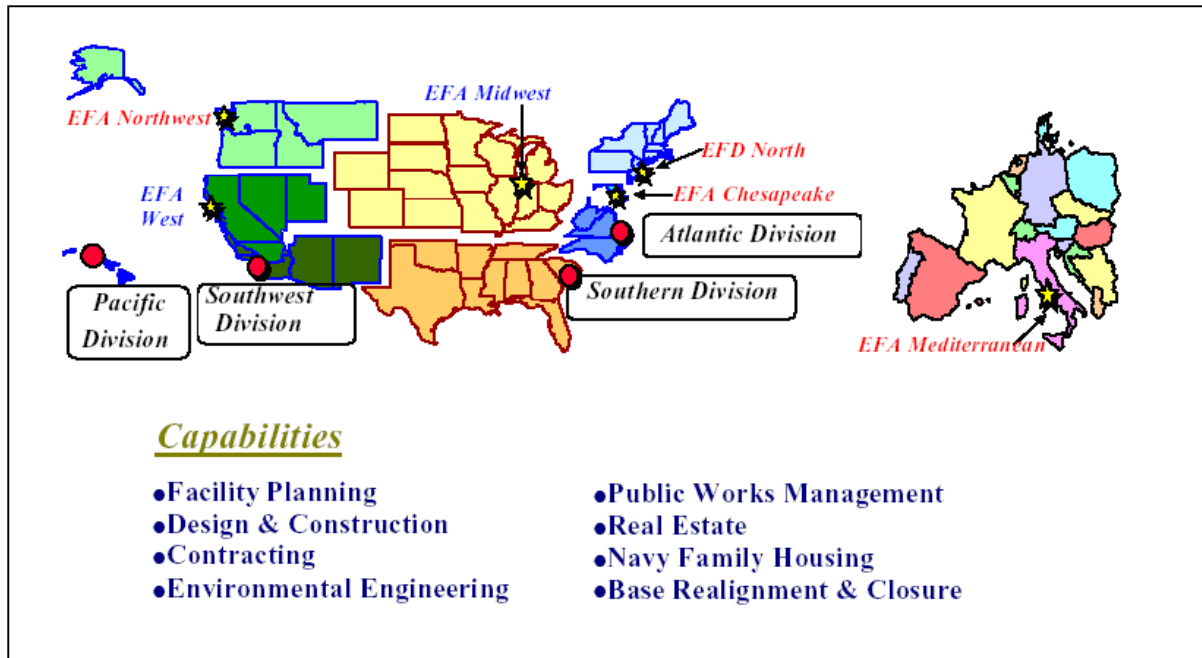 EFA Midwest
EFA Northwest
EFD North
EFA
West
EFA Chesapeake
Atlantic Division
Pacific
Division
Southwest
Division
Southern Division
EFA Mediterranean
Capabilities
●Facility Planning
●Design & Construction
●Contracting
●Environmental Engineering
●Public Works Management
●Real Estate
●Navy Family Housing
●Base Realignment & Closure